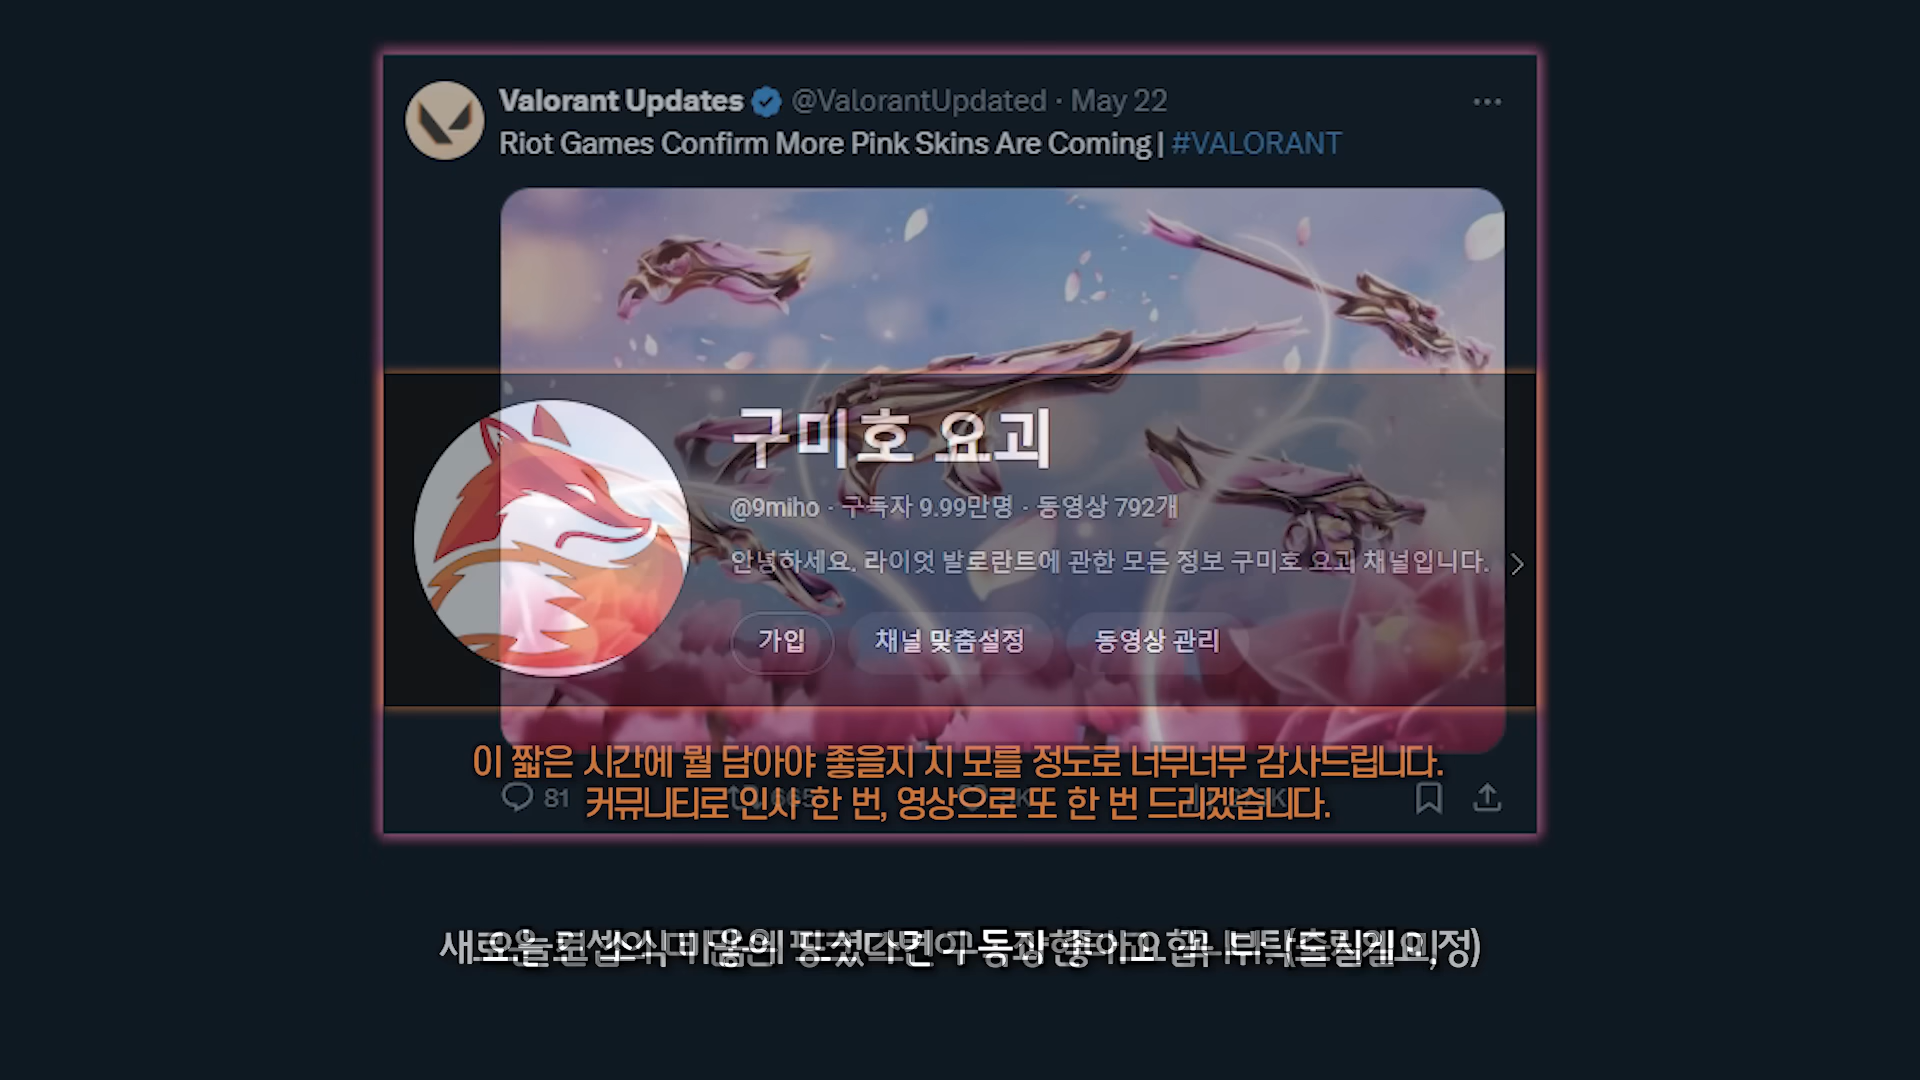 Valorant Updates @ValorantUpdated · May 22
Riot Games Confirm More Pink Skins Are Coming | #VALORANT
구미호 요괴
@9miho · 구독자 9.99만명 · 동영상 792개
안녕하세요. 라이엇 발로란트에 관한 모든 정보 구미호 요괴 채널입니다.
가입 채널 맞춤설정 동영상 관리
이 짧은 시간에 뭘 담아야 좋을지 지 모를 정도로 너무너무 감사드립니다.
81
커뮤니티로 인사 한 번, 영상으로 또 한 번 드리겠습니다.